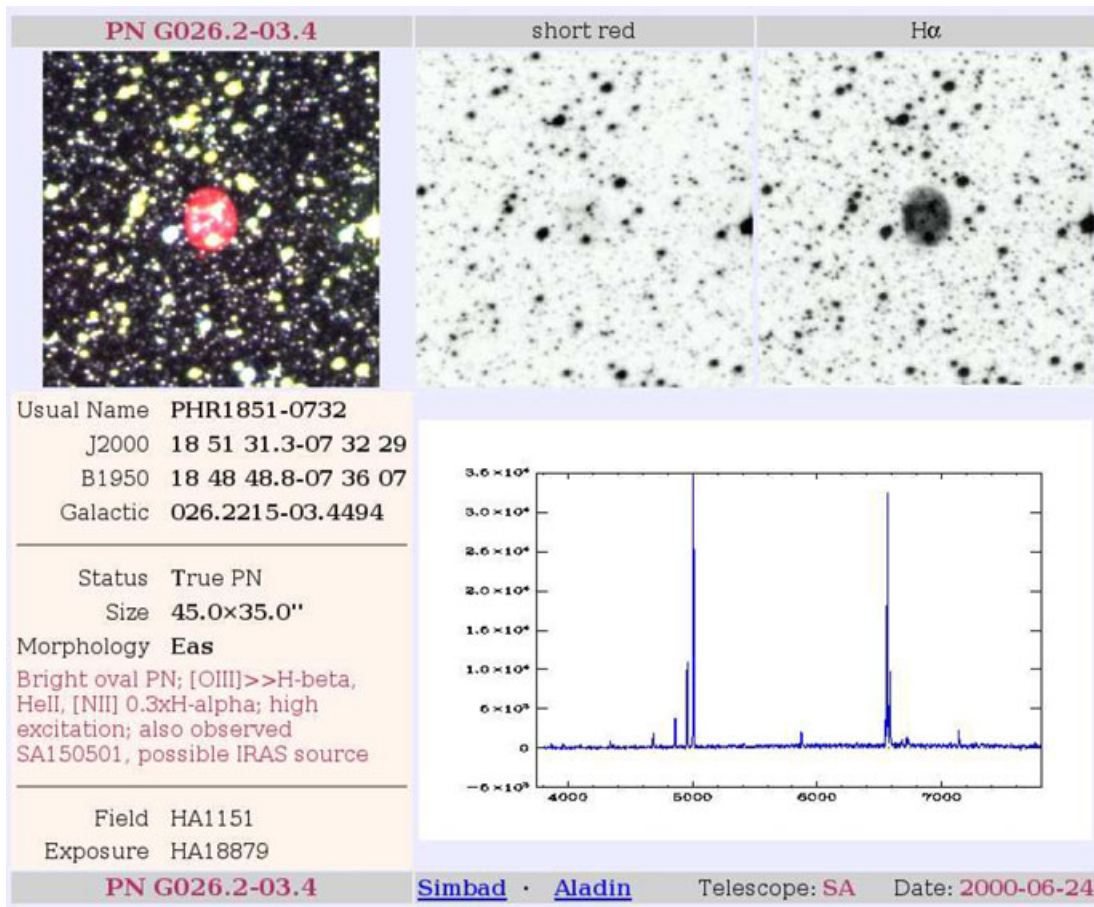 PN G026.2-03.4
short red
Hα
Usual Name PHR1851-0732
J2000 18 51 31.3-07 32 29
B1950 18 48 48.8-07 36 07
Galactic 026.2215-03.4494
Status True PN
Size 45.0×35.0''
Morphology Eas
Bright oval PN; [OIII]>>H-beta,
HeII, [NII] 0.3xH-alpha; high
excitation; also observed
SA150501, possible IRAS source
Field HA1151
Exposure HA18879
3.5×10⁴
3.0×10⁴
2.5×10⁴
2.0×10⁴
1.5×10⁴
1.0×10⁴
5×10³
0
−5×10³
4000 5000 6000 7000
PN G026.2-03.4
Simbad · Aladin Telescope: SA Date: 2000-06-24